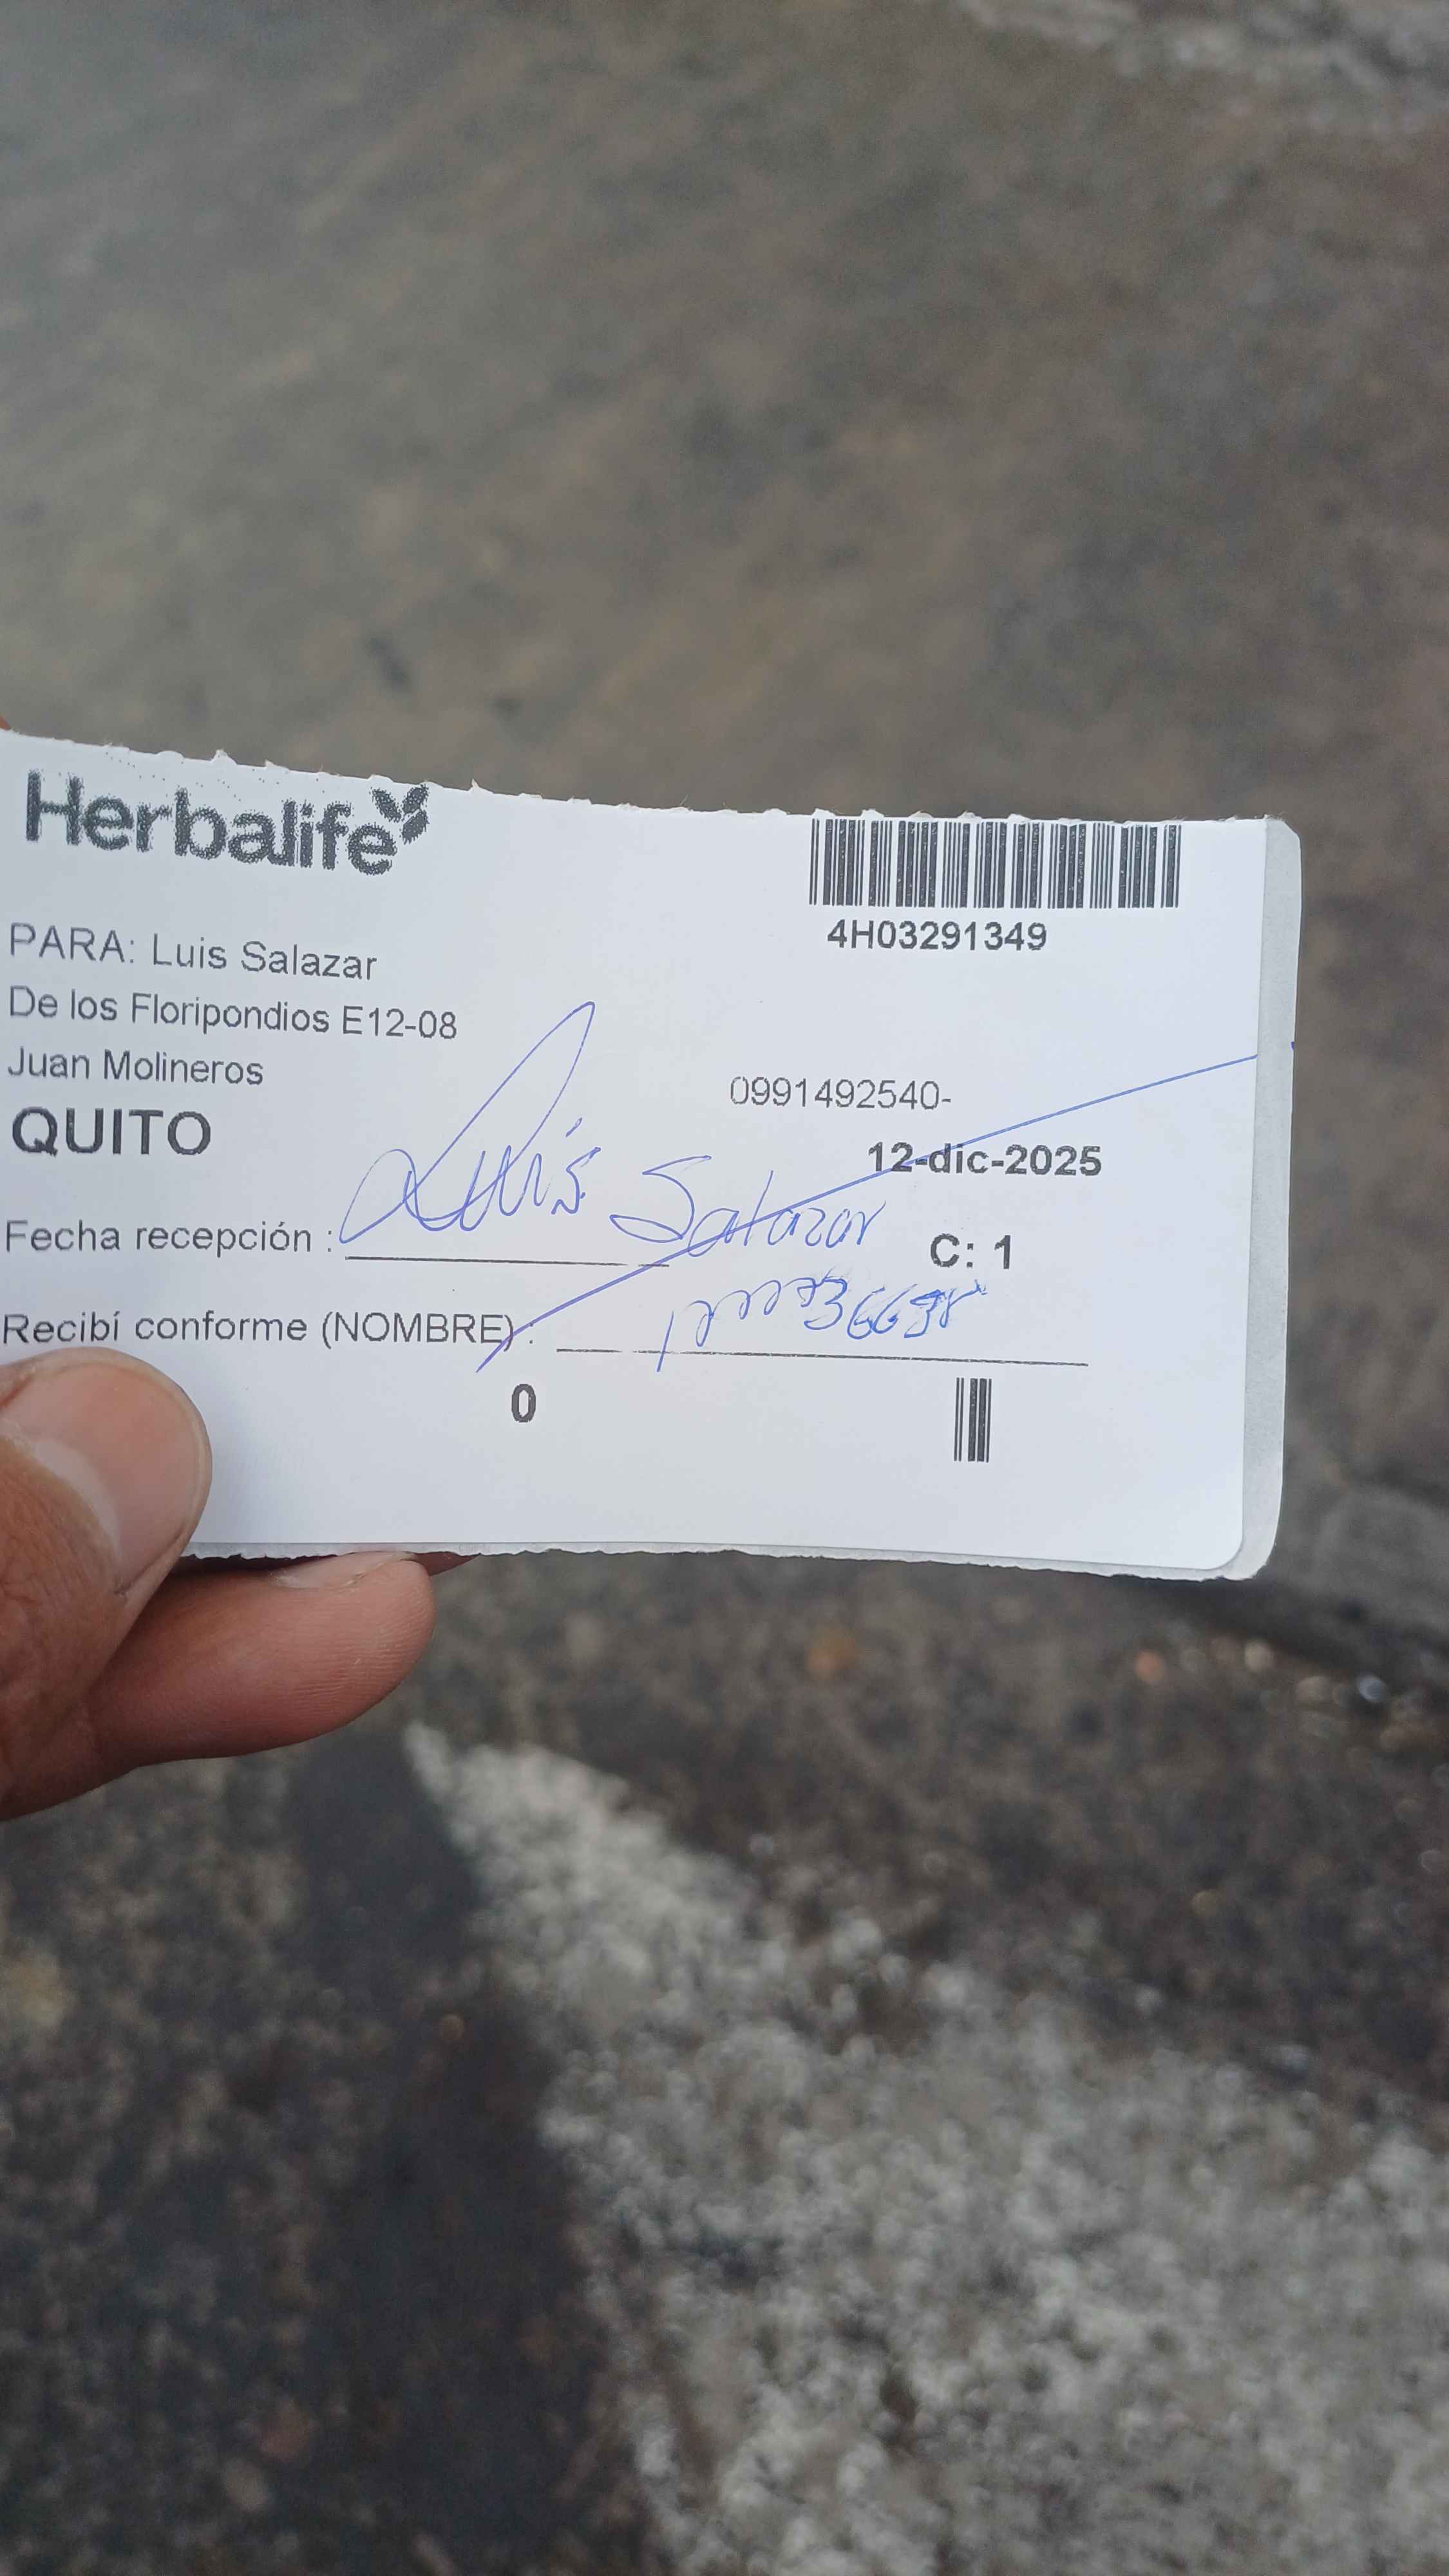 Herbalife
4H03291349
PARA: Luis Salazar
De los Floripondios E12-08
Juan Molineros
0991492540-
QUITO
12-dic-2025
Fecha recepción : Luis Salazar
C: 1
Recibí conforme (NOMBRE) :
0